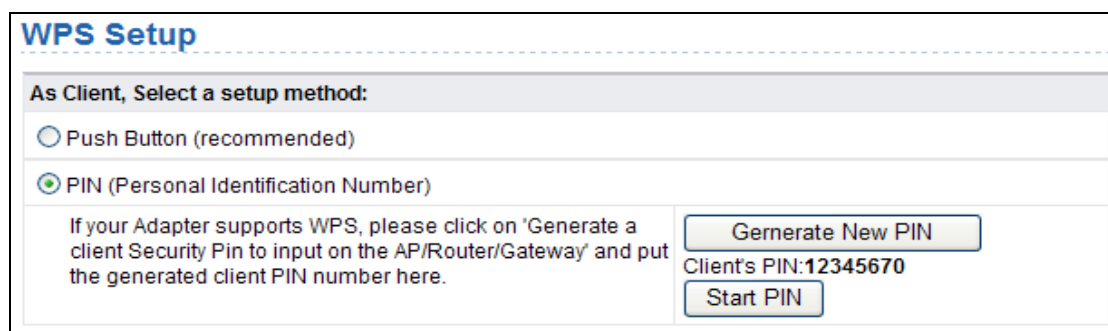 WPS Setup
As Client, Select a setup method:
Push Button (recommended)
PIN (Personal Identification Number)
If your Adapter supports WPS, please click on 'Generate a
client Security Pin to input on the AP/Router/Gateway' and put
the generated client PIN number here.
Gernerate New PIN
Client's PIN:12345670
Start PIN